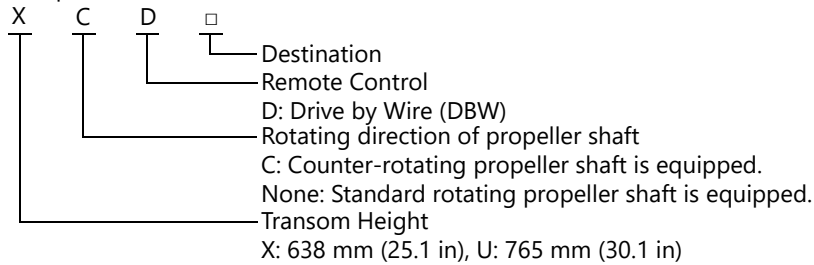 X C D □
Destination
Remote Control
D: Drive by Wire (DBW)
Rotating direction of propeller shaft
C: Counter-rotating propeller shaft is equipped.
None: Standard rotating propeller shaft is equipped.
Transom Height
X: 638 mm (25.1 in), U: 765 mm (30.1 in)